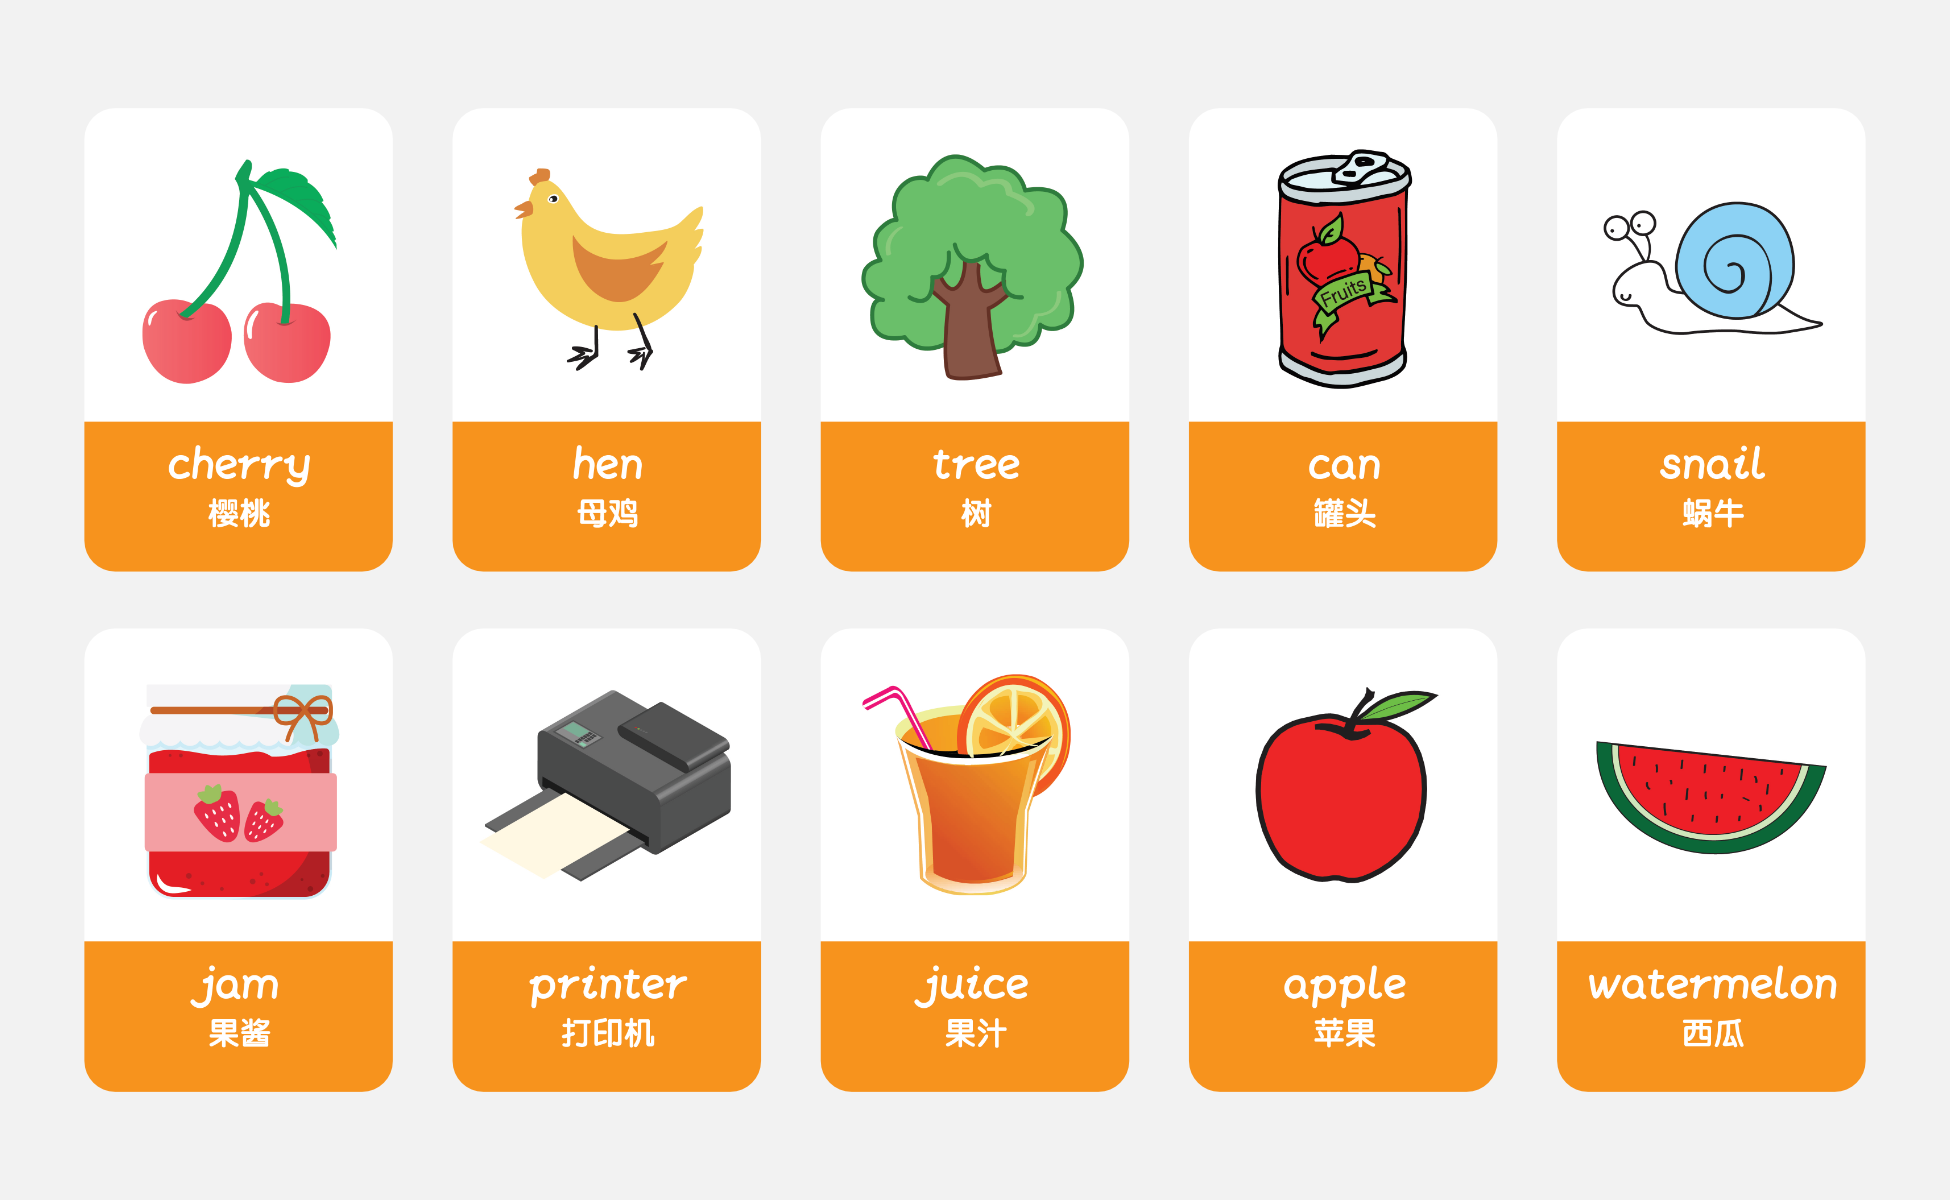 cherry
樱桃
hen
母鸡
tree
树
Fruits
can
罐头
snail
蜗牛
jam
果酱
printer
打印机
juice
果汁
apple
苹果
watermelon
西瓜